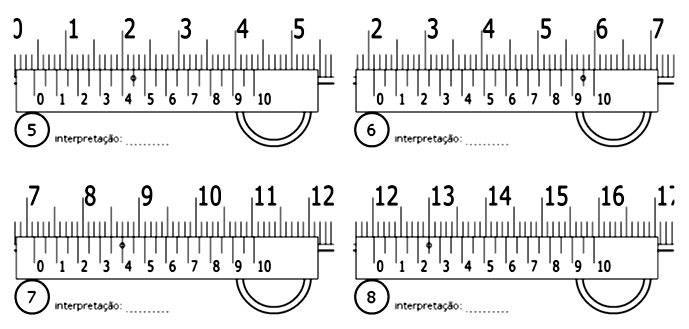 0 1 2 3 4 5
0 1 2 3 4 5 6 7 8 9 10
5 interpretação: ..........
2 3 4 5 6 7
0 1 2 3 4 5 6 7 8 9 10
6 interpretação: ..........
7 8 9 10 11 12
0 1 2 3 4 5 6 7 8 9 10
7 interpretação: ..........
12 13 14 15 16 17
0 1 2 3 4 5 6 7 8 9 10
8 interpretação: ..........